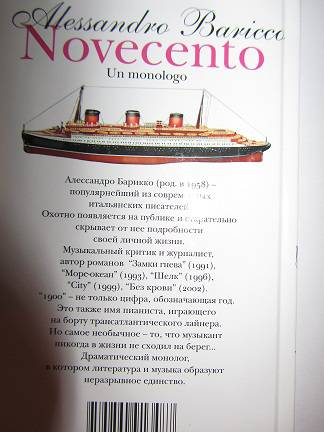 Alessandro Baricco
Novecento
Un monologo
Алессандро Барикко (род. в 1958) –
популярнейший из
итальянских писателей.
Охотно появляется на публике и
скрывает от нее подробности
своей личной жизни.
Музыкальный критик и журналист,
автор романов "Замки гнева" (1991),
"Море-океан" (1993), "Шелк" (1996),
"City" (1999), "Без крови" (2002).
"1900" – не только цифра, обозначающая год.
Это также имя пианиста, играющего
на борту трансатлантического лайнера.
Но самое необычное – то, что музыкант
никогда в жизни не сходил на берег...
Драматический монолог,
в котором литература и музыка образуют
неразрывное единство.